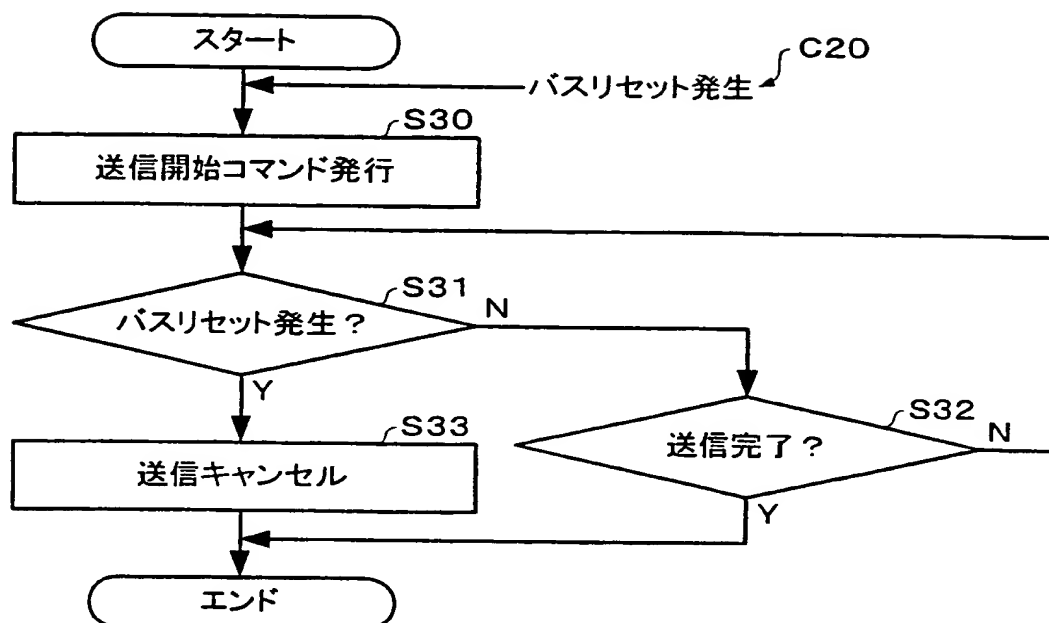 スタート
C20
バスリセット発生
S30
送信開始コマンド発行
S31
バスリセット発生?
N
Y
S32
送信完了?
N
Y
S33
送信キャンセル
エンド